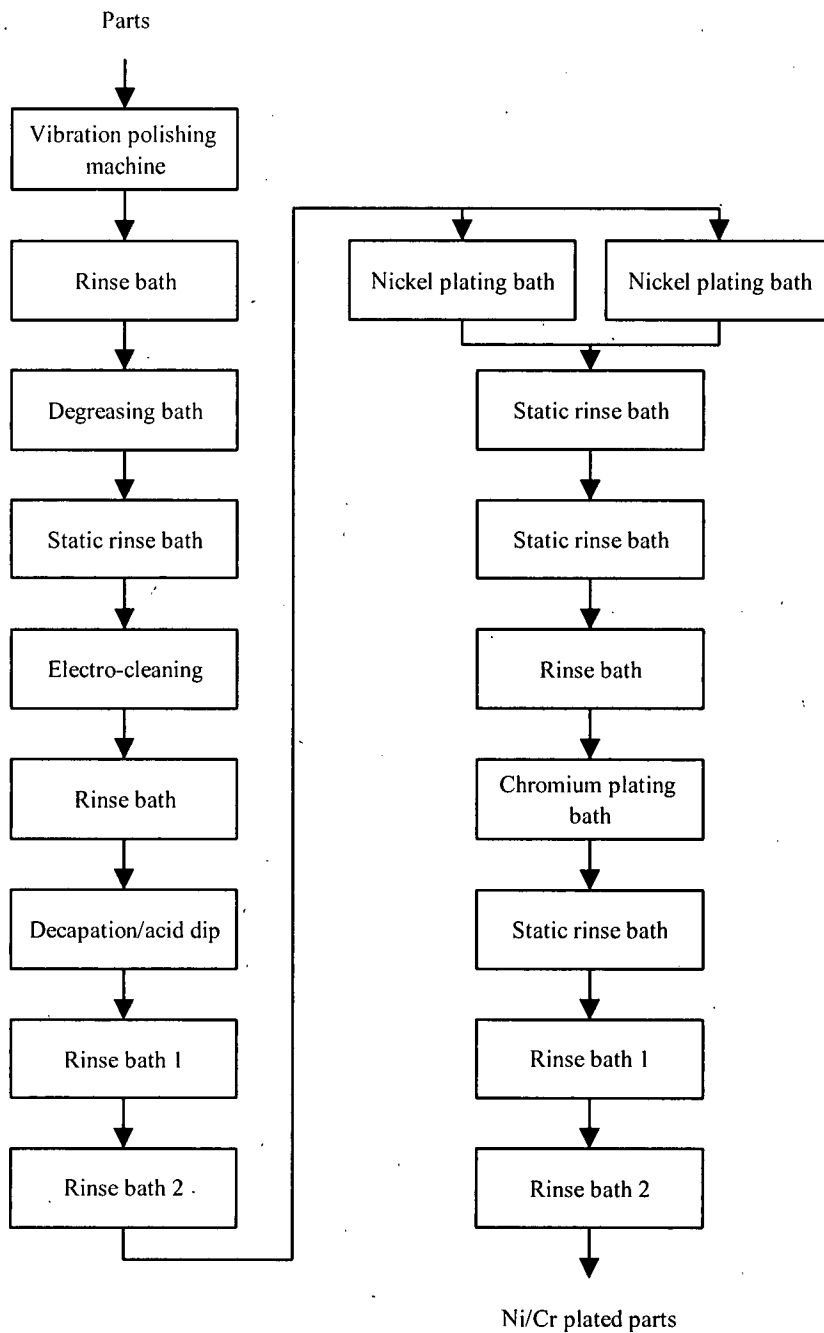 Parts
Vibration polishing
machine
Rinse bath
Degreasing bath
Static rinse bath
Electro-cleaning
Rinse bath
Decapation/acid dip
Rinse bath 1
Rinse bath 2
Nickel plating bath
Nickel plating bath
Static rinse bath
Static rinse bath
Rinse bath
Chromium plating
bath
Static rinse bath
Rinse bath 1
Rinse bath 2
Ni/Cr plated parts